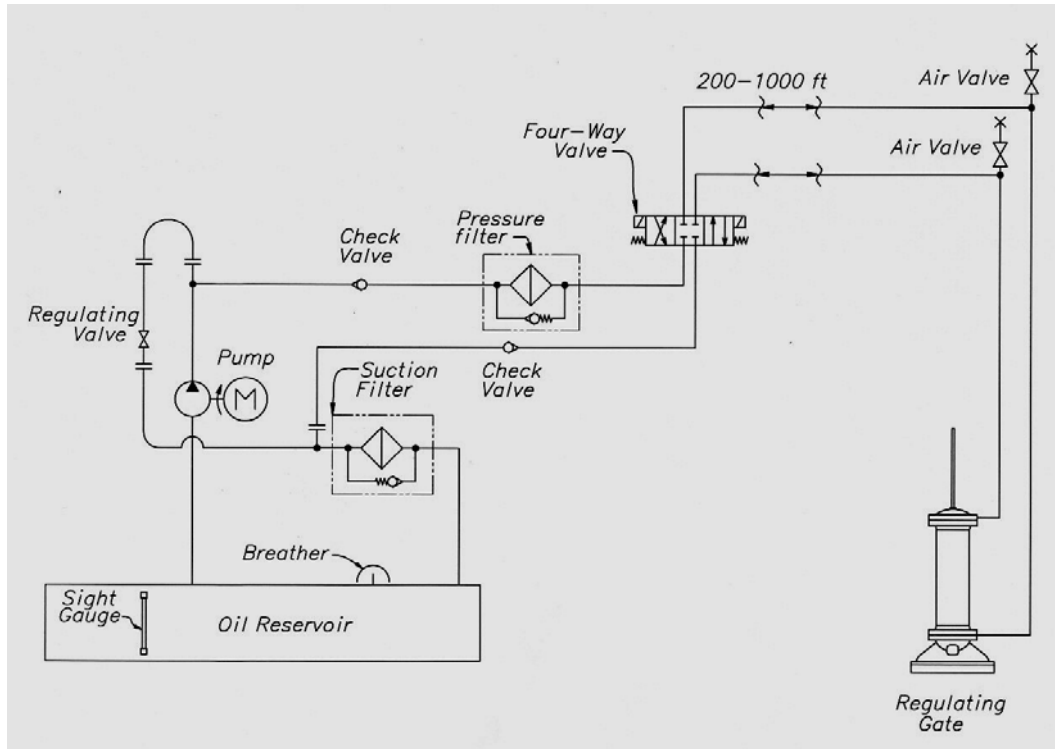 200-1000 ft
Air Valve
Four-Way
Valve
Air Valve
Pressure
filter
Check
Valve
Regulating
Valve
Pump
M
Suction
Filter
Check
Valve
Breather
Sight
Gauge
Oil Reservoir
Regulating
Gate